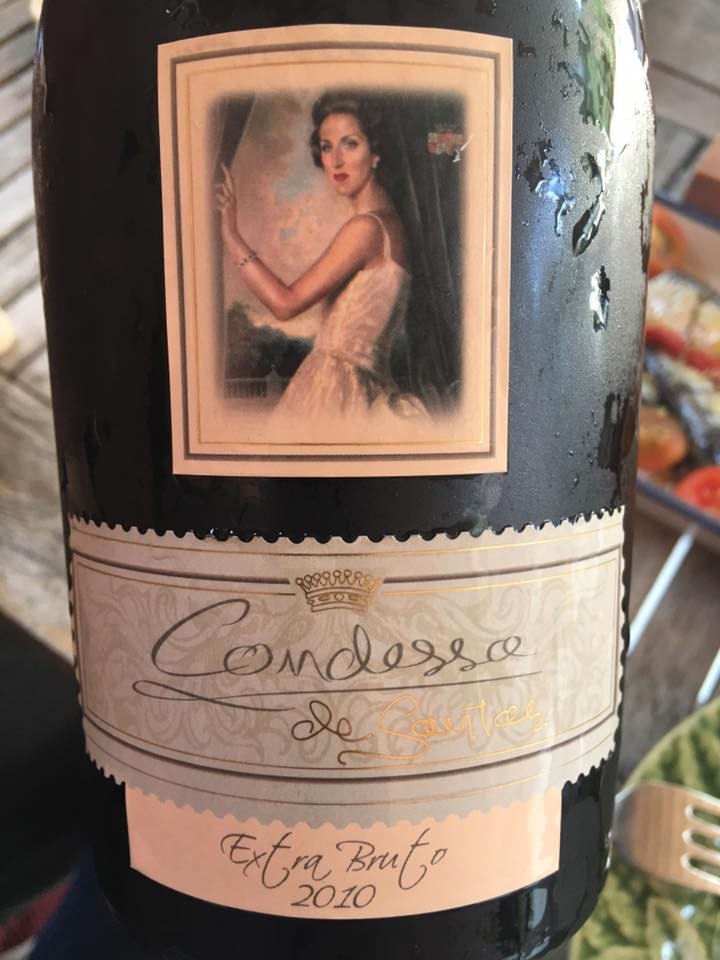 Condessa
de Santar
Extra Bruto
2010